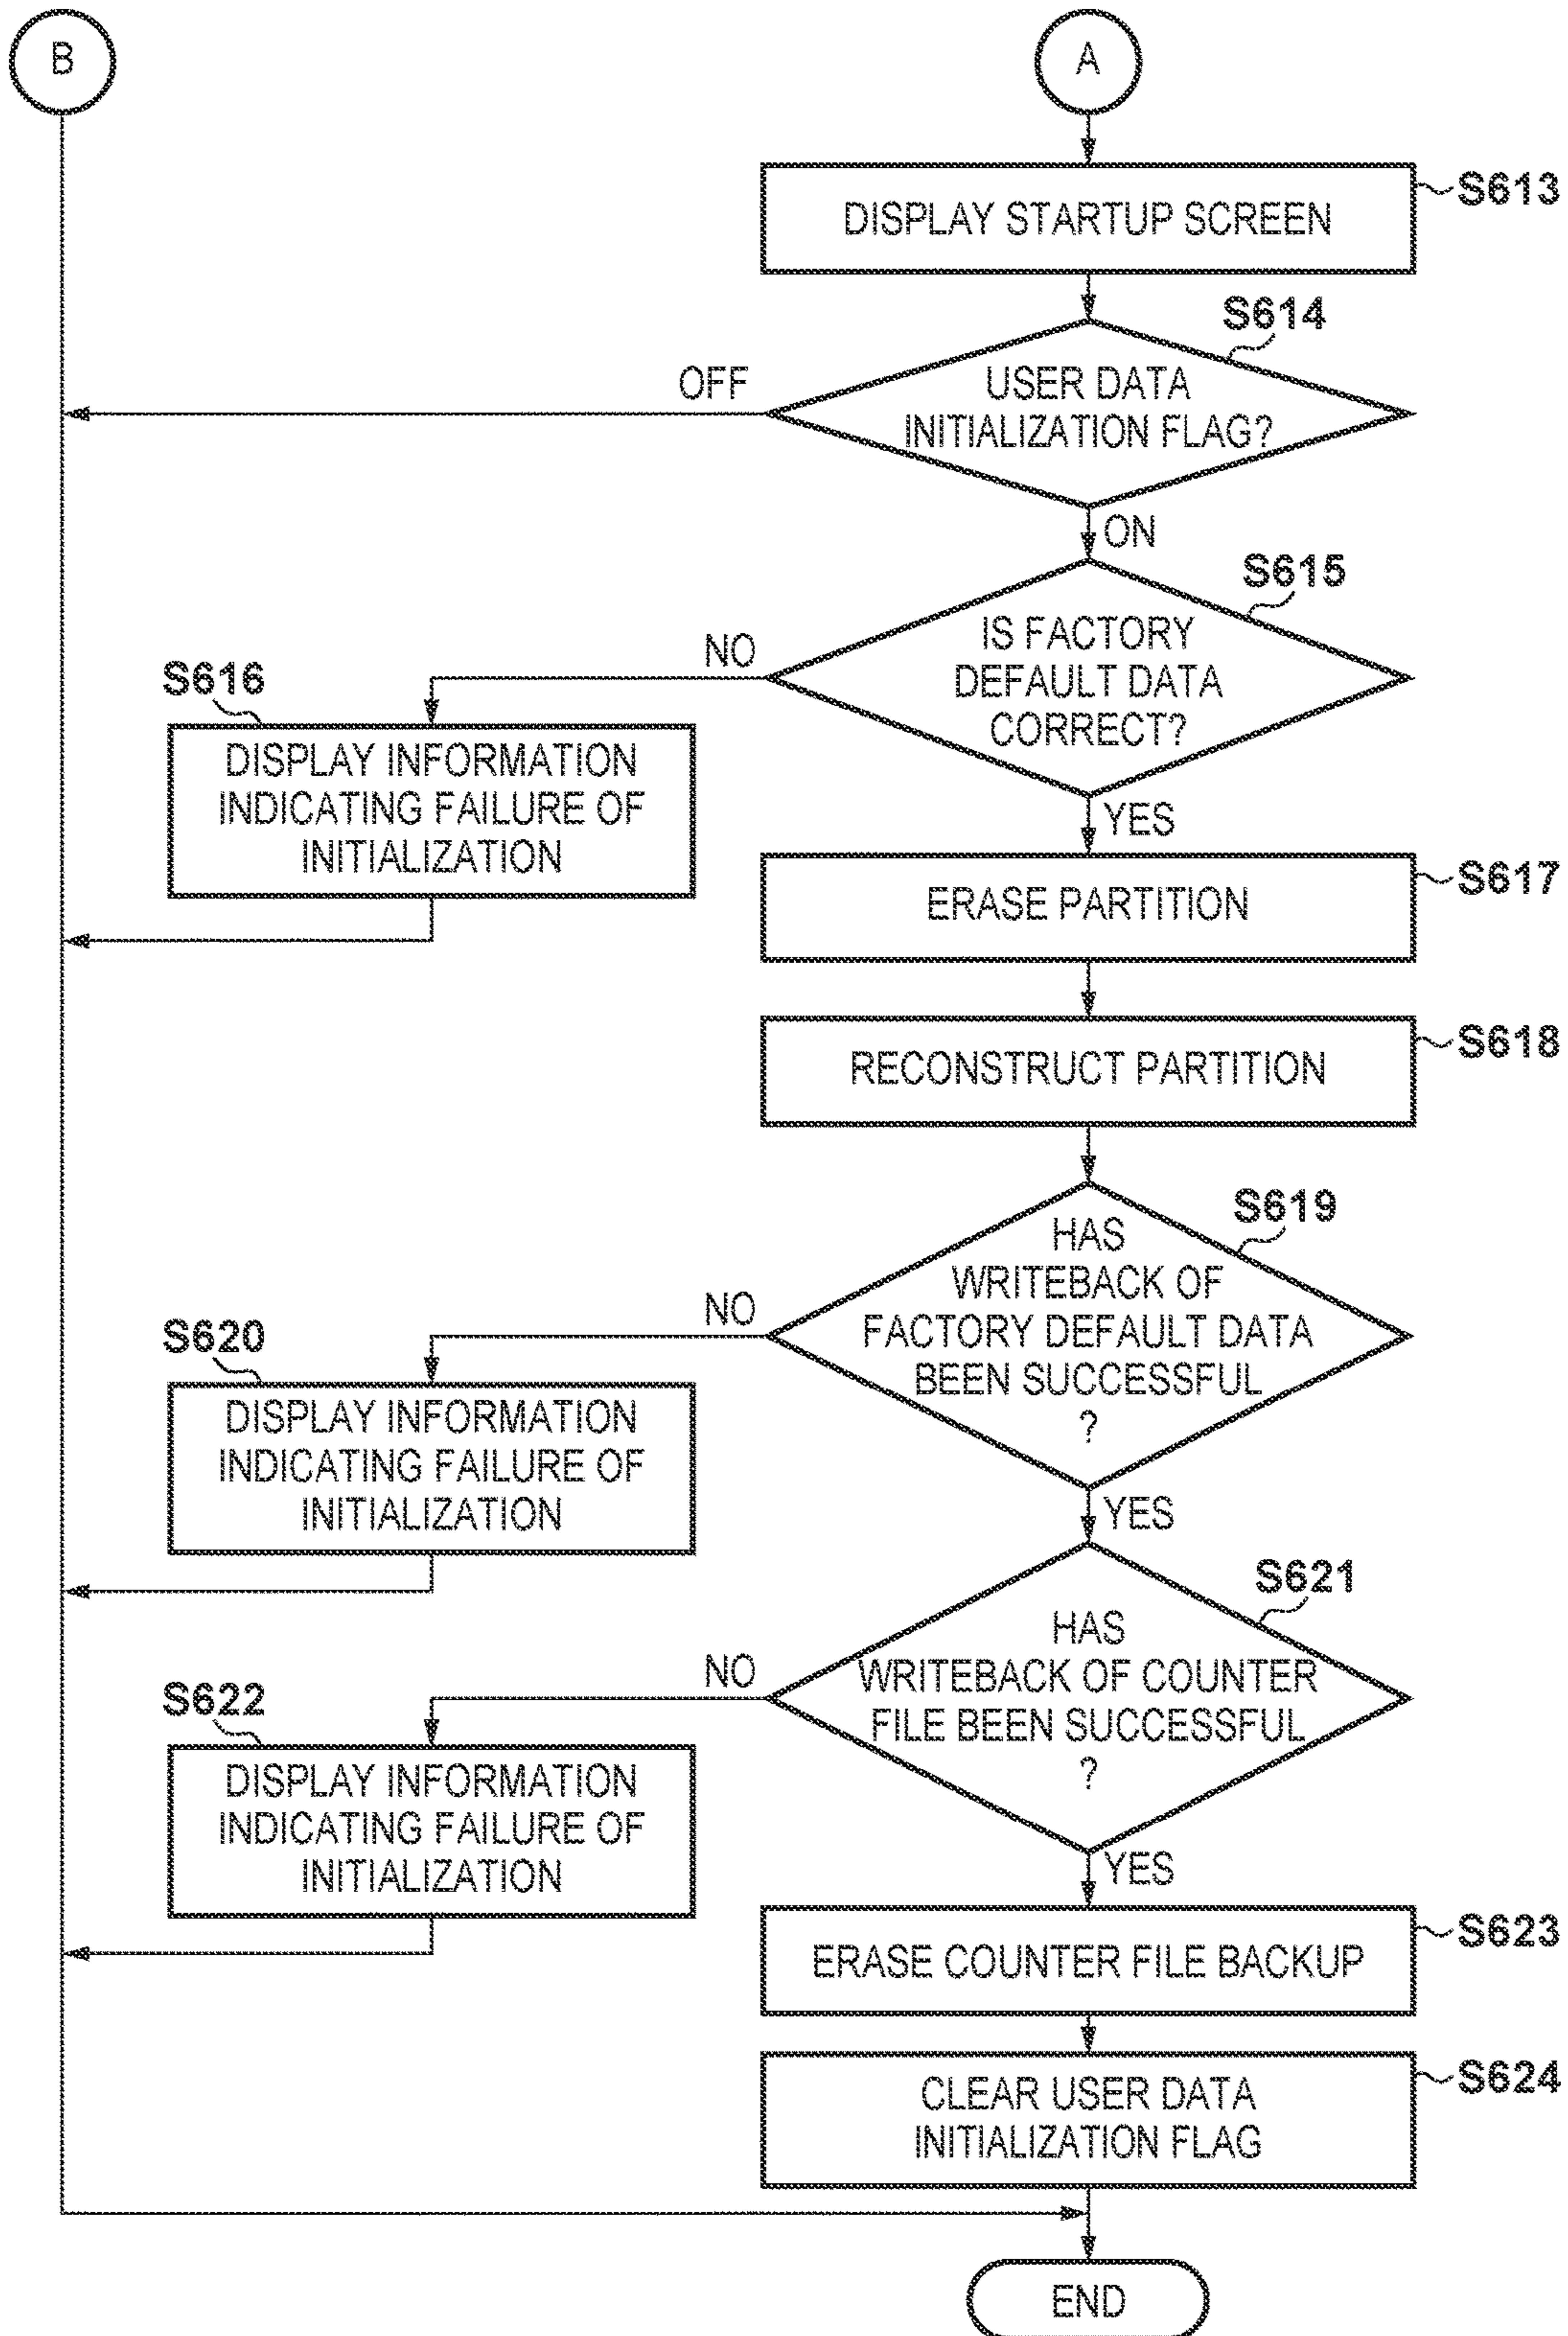 B
A
DISPLAY STARTUP SCREEN
S613
S614
USER DATA
INITIALIZATION FLAG?
OFF
ON
S615
IS FACTORY
DEFAULT DATA
CORRECT?
NO
S616
DISPLAY INFORMATION
INDICATING FAILURE OF
INITIALIZATION
YES
ERASE PARTITION
S617
RECONSTRUCT PARTITION
S618
S619
HAS
WRITEBACK OF
FACTORY DEFAULT DATA
BEEN SUCCESSFUL
?
NO
S620
DISPLAY INFORMATION
INDICATING FAILURE OF
INITIALIZATION
YES
S621
HAS
WRITEBACK OF COUNTER
FILE BEEN SUCCESSFUL
?
NO
S622
DISPLAY INFORMATION
INDICATING FAILURE OF
INITIALIZATION
YES
ERASE COUNTER FILE BACKUP
S623
CLEAR USER DATA
INITIALIZATION FLAG
S624
END